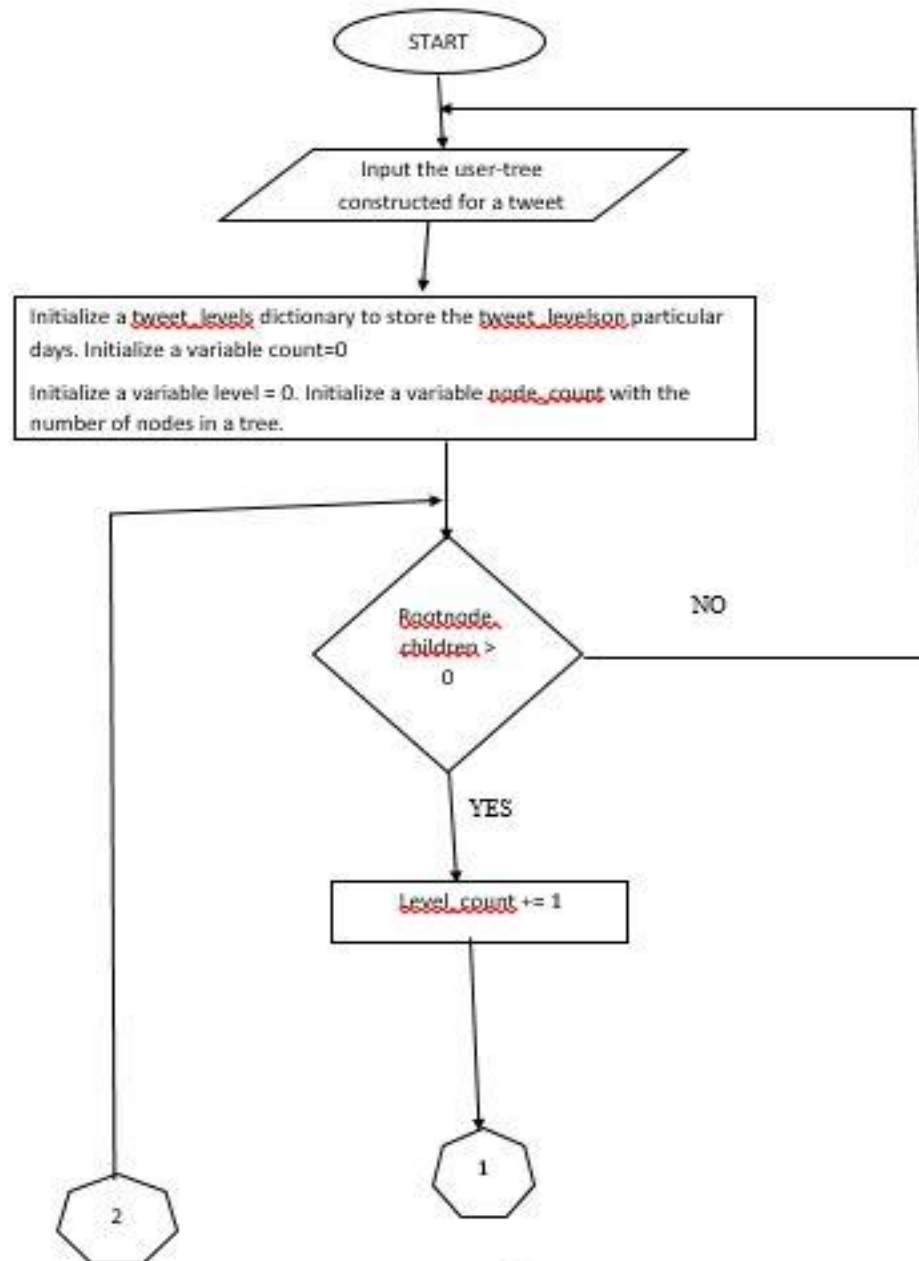 START
Input the user-tree
constructed for a tweet
Initialize a tweet_levels dictionary to store the tweet_levelson particular
days. Initialize a variable count=0
Initialize a variable level = 0. Initialize a variable node_count with the
number of nodes in a tree.
Rootnode.
children >
0
NO
YES
Level_count += 1
1
2